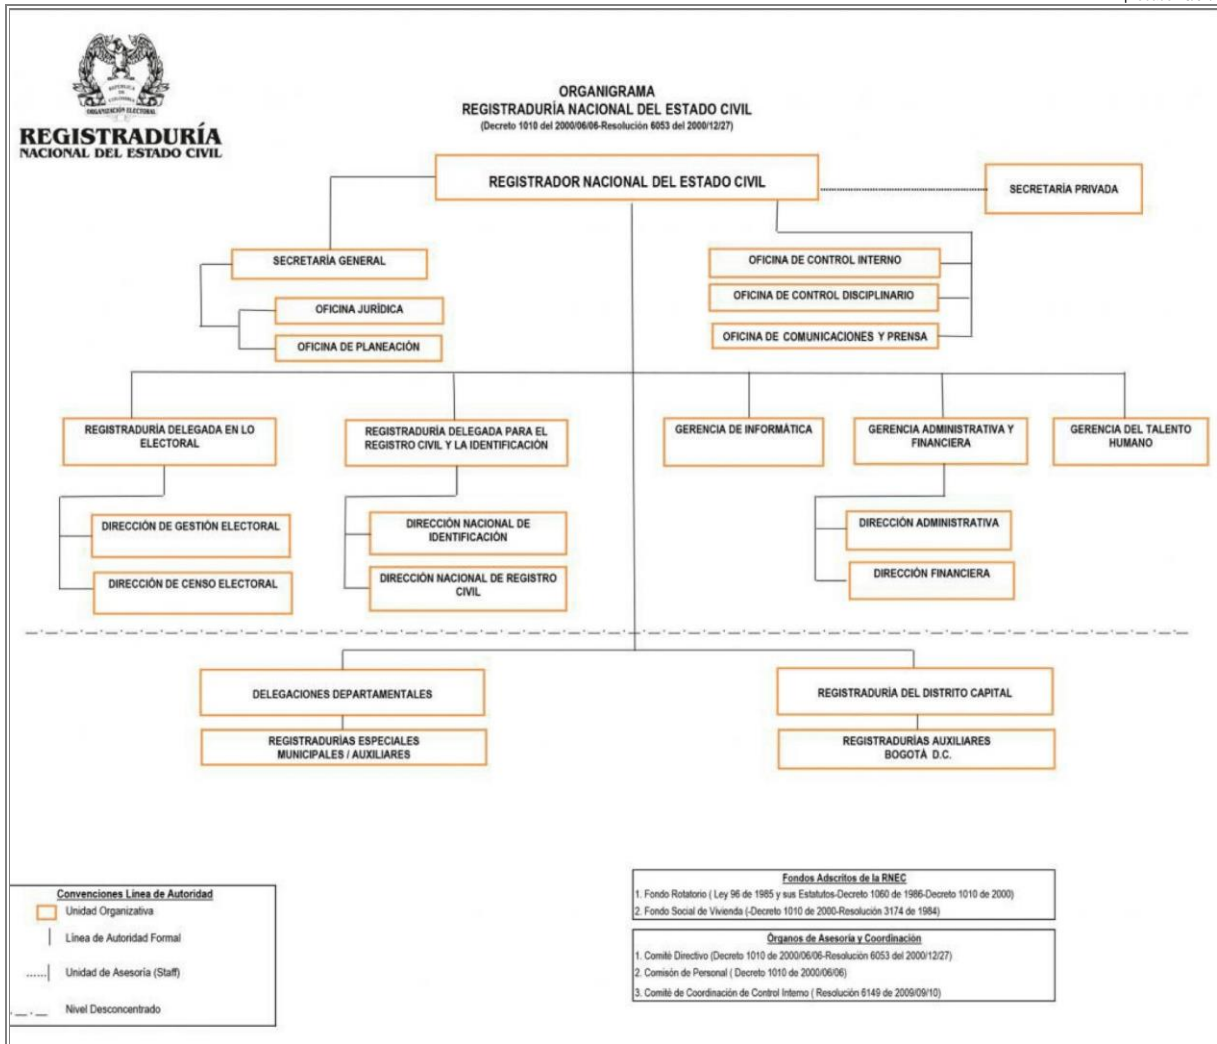 REPUBLICA
DE
COLOMBIA
ORGANIZACIÓN ELECTORAL
REGISTRADURÍA
NACIONAL DEL ESTADO CIVIL
ORGANIGRAMA
REGISTRADURÍA NACIONAL DEL ESTADO CIVIL
(Decreto 1010 del 2000/06/06-Resolución 6053 del 2000/12/27)
REGISTRADOR NACIONAL DEL ESTADO CIVIL
SECRETARÍA PRIVADA
SECRETARÍA GENERAL
OFICINA JURÍDICA
OFICINA DE PLANEACIÓN
OFICINA DE CONTROL INTERNO
OFICINA DE CONTROL DISCIPLINARIO
OFICINA DE COMUNICACIONES Y PRENSA
REGISTRADURÍA DELEGADA EN LO
ELECTORAL
REGISTRADURÍA DELEGADA PARA EL
REGISTRO CIVIL Y LA IDENTIFICACIÓN
GERENCIA DE INFORMÁTICA
GERENCIA ADMINISTRATIVA Y
FINANCIERA
GERENCIA DEL TALENTO
HUMANO
DIRECCIÓN DE GESTIÓN ELECTORAL
DIRECCIÓN DE CENSO ELECTORAL
DIRECCIÓN NACIONAL DE
IDENTIFICACIÓN
DIRECCIÓN NACIONAL DE REGISTRO
CIVIL
DIRECCIÓN ADMINISTRATIVA
DIRECCIÓN FINANCIERA
DELEGACIONES DEPARTAMENTALES
REGISTRADURÍAS ESPECIALES
MUNICIPALES / AUXILIARES
REGISTRADURÍA DEL DISTRITO CAPITAL
REGISTRADURÍAS AUXILIARES
BOGOTÁ D.C.
Convenciones Línea de Autoridad
Unidad Organizativa
Línea de Autoridad Formal
Unidad de Asesoría (Staff)
Nivel Desconcentrado
Fondos Adscritos de la RNEC
1. Fondo Rotatorio ( Ley 96 de 1985 y sus Estatutos-Decreto 1060 de 1986-Decreto 1010 de 2000)
2. Fondo Social de Vivienda (-Decreto 1010 de 2000-Resolución 3174 de 1984)
Órganos de Asesoría y Coordinación
1. Comité Directivo (Decreto 1010 de 2000/06/06-Resolución 6053 del 2000/12/27)
2. Comisión de Personal ( Decreto 1010 de 2000/06/06)
3. Comité de Coordinación de Control Interno ( Resolución 6149 de 2009/09/10)